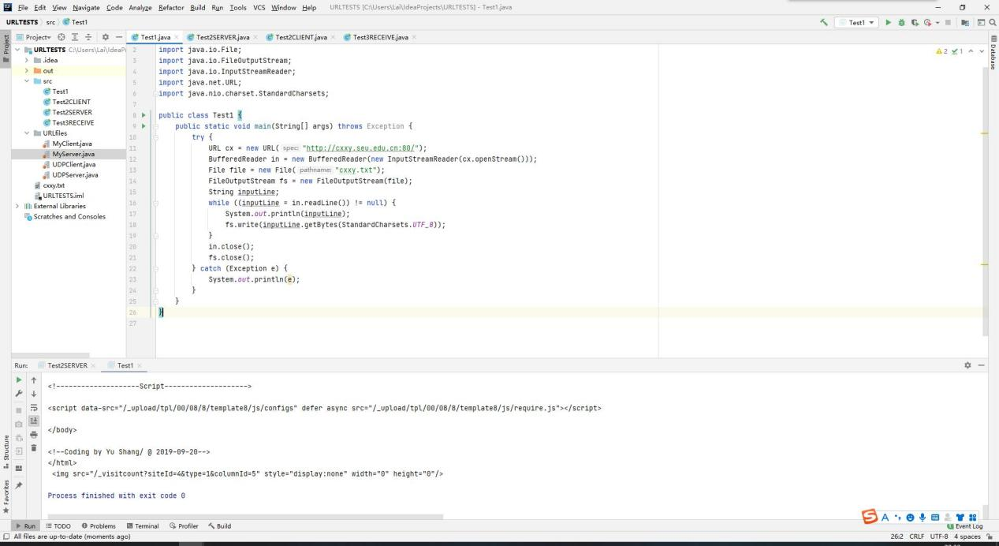 File Edit View Navigate Code Analyze Refactor Build Run Tools VCS Window Help URLTESTS [C:\Users\Lai\IdeaProjects\URLTESTS] - Test1.java
URLTESTS src Test1
Test1
Project
Test1.java Test2SERVER.java Test2CLIENT.java Test3RECEIVE.java
Project
Database
URLTESTS C:\Users\Lai\IdeaP
.idea
out
src
Test1
Test2CLIENT
Test2SERVER
Test3RECEIVE
URLfiles
MyClient.java
MyServer.java
UDPClient.java
UDPServer.java
cxxy.txt
URLTESTS.iml
External Libraries
Scratches and Consoles
2 1
2 import java.io.File;
3 import java.io.FileOutputStream;
4 import java.io.InputStreamReader;
5 import java.net.URL;
6 import java.nio.charset.StandardCharsets;
7
8 public class Test1 {
9 public static void main(String[] args) throws Exception {
10 try {
11 URL cx = new URL( spec: "http://cxxy.seu.edu.cn:80/");
12 BufferedReader in = new BufferedReader(new InputStreamReader(cx.openStream()));
13 File file = new File( pathname: "cxxy.txt");
14 FileOutputStream fs = new FileOutputStream(file);
15 String inputLine;
16 while ((inputLine = in.readLine()) != null) {
17 System.out.println(inputLine);
18 fs.write(inputLine.getBytes(StandardCharsets.UTF_8));
19 }
20 in.close();
21 fs.close();
22 } catch (Exception e) {
23 System.out.println(e);
24 }
25 }
26 }
27
Run: Test2SERVER Test1
<!--------------------Script-------------------->
<script data-src="/_upload/tpl/00/08/8/template8/js/configs" defer async src="/_upload/tpl/00/08/8/template8/js/require.js"></script>
</body>
<!--Coding by Yu Shang/ @ 2019-09-20-->
</html>
<img src="/_visitcount?siteId=4&type=1&columnId=5" style="display:none" width="0" height="0"/>
Process finished with exit code 0
Structure
Favorites
Run TODO Problems Terminal Profiler Build
Event Log
All files are up-to-date (moments ago)
26:2 CRLF UTF-8 4 spaces